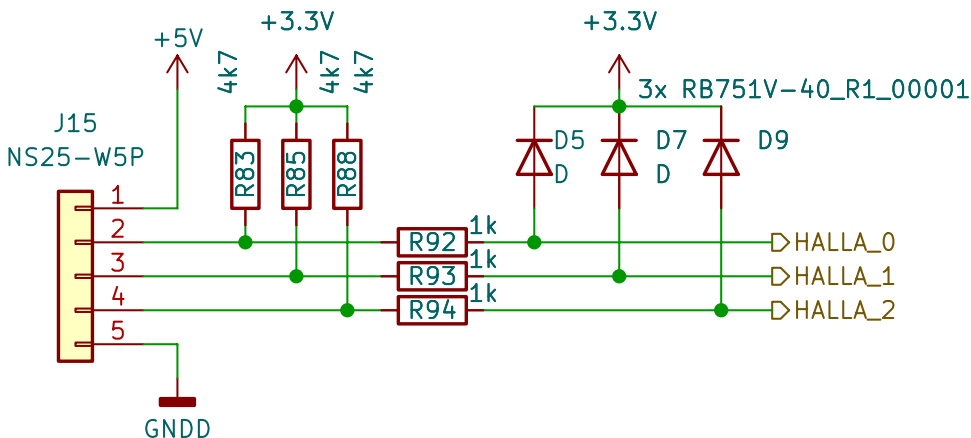 +3.3V
+3.3V
+5V
4k7
4k7
4k7
3x RB751V-40_R1_00001
J15
NS25-W5P
R83
R85
R88
D5
D
D7
D
D9
1
2
3
4
5
R92
1k
R93
1k
R94
1k
HALLA_0
HALLA_1
HALLA_2
GNDD